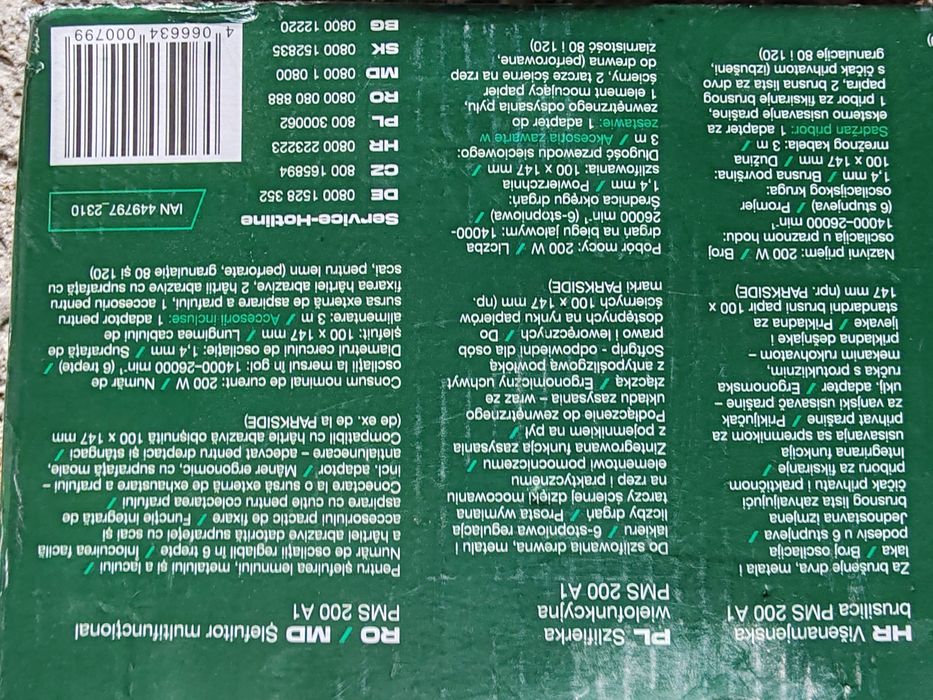 HR Višenamjenska
brusilica PMS 200 A1
Za brušenje, drva, metala i
laka / Broj oscilacija
podesiv u 6 stupnjeva /
Jednostavna izmjena
brusnog lista zahvaljujući
čičak prihvatu i praktičnom
priboru za fiksiranje /
Integrirana funkcija
usisavanja sa spremnikom za
prihvat prašine / Priključak
za vanjski usisavač prašine –
uklj. adapter / Ergonomska
ručka s protukliznim,
mekanim rukohvatom –
prikladna dešnjake i
ljevake / Prikladna za
standardni brusni papir 100 x
147 mm (npr. PARKSIDE)
Nazivni prijem: 200 W / Broj
oscilacija u praznom hodu:
14000–26000 min⁻¹
(6 stupnjeva) / Promjer
oscilacijskog kruga:
1,4 mm / Brusna površina:
100 x 147 mm / Dužina
mrežnog kabela: 3 m /
Sadržan pribor: 1 adapter za
eksterno usisavanje prašine,
1 pribor za fiksiranje brusnog
papira, 2 brusna lista za drvo
s čičak prihvatom (izbušeni,
granulacije 80 i 120)
PL Szlifierka
wielofunkcyjna
PMS 200 A1
Do szlifowania drewna, metalu i
lakieru / 6-stopniowa regulacja
liczby drgań / Prosta wymiana
tarczy ściernej dzięki mocowaniu
na rzep i praktycznemu
elementowi pomocniczemu /
Zintegrowana funkcja zasysania
z pojemnikiem na pył /
Podłączenie do zewnętrznego
układu zasysania – wraz ze
złączką / Ergonomiczny uchwyt
z antypoślizgową powłoką
Softgrip - odpowiedni dla osób
prawo i leworęcznych / Do
dostępnych na rynku papierów
ściernych 100 x 147 mm (np.
marki PARKSIDE)
Pobór mocy: 200 W / Liczba
drgań na biegu jałowym: 14000-
26000 min⁻¹ (6-stopniowa) /
Średnica okręgu drgań:
1,4 mm / Powierzchnia
szlifowania: 100 x 147 mm /
Długość przewodu sieciowego:
3 m / Akcesoria zawarte w
zestawie: 1 adapter do
zewnętrznego odsysania pyłu,
1 element mocujący papier
ścierny, 2 tarcze ścierne na rzep
do drewna (perforowane,
ziarnistość 80 i 120)
RO / MD Şlefuitor multifuncțional
PMS 200 A1
Pentru șlefuirea lemnului, metalului și a lacului /
Număr de oscilații reglabil în 6 trepte / Înlocuirea facilă
a hârtiei abrazive datorită suprafeței cu scai și
accesoriului practic de fixare / Funcție integrată de
aspirare cu cutie pentru colectarea prafului /
Conectare la o sursă externă de exhaustare a prafului –
incl. adaptor / Mâner ergonomic, cu suprafață moale,
antialunecare – adecvat pentru dreptaci și stângaci /
Compatibil cu hârtie abrazivă obișnuită 100 x 147 mm
(de ex. de la PARKSIDE)
Consum nominal de curent: 200 W / Număr de
oscilații la mersul în gol: 14000–26000 min⁻¹ (6 trepte) /
Diametrul cercului de oscilație: 1,4 mm / Suprafață de
șlefuit: 100 x 147 mm / Lungimea cablului de
alimentare: 3 m / Accesorii incluse: 1 adaptor pentru
sursa externă de aspirare a prafului, 1 accesoriu pentru
fixarea hârtiei abrazive, 2 hârtii abrazive cu suprafață cu
scai, pentru lemn (perforate, granulație 80 și 120)
Service-Hotline
DE 0800 1528 352
CZ 800 165894
HR 0800 223223
PL 800 300062
RO 0800 080 888
MD 0800 1 0800
SK 0800 152835
BG 0800 12220
IAN 449797_2310
4 066634 000799